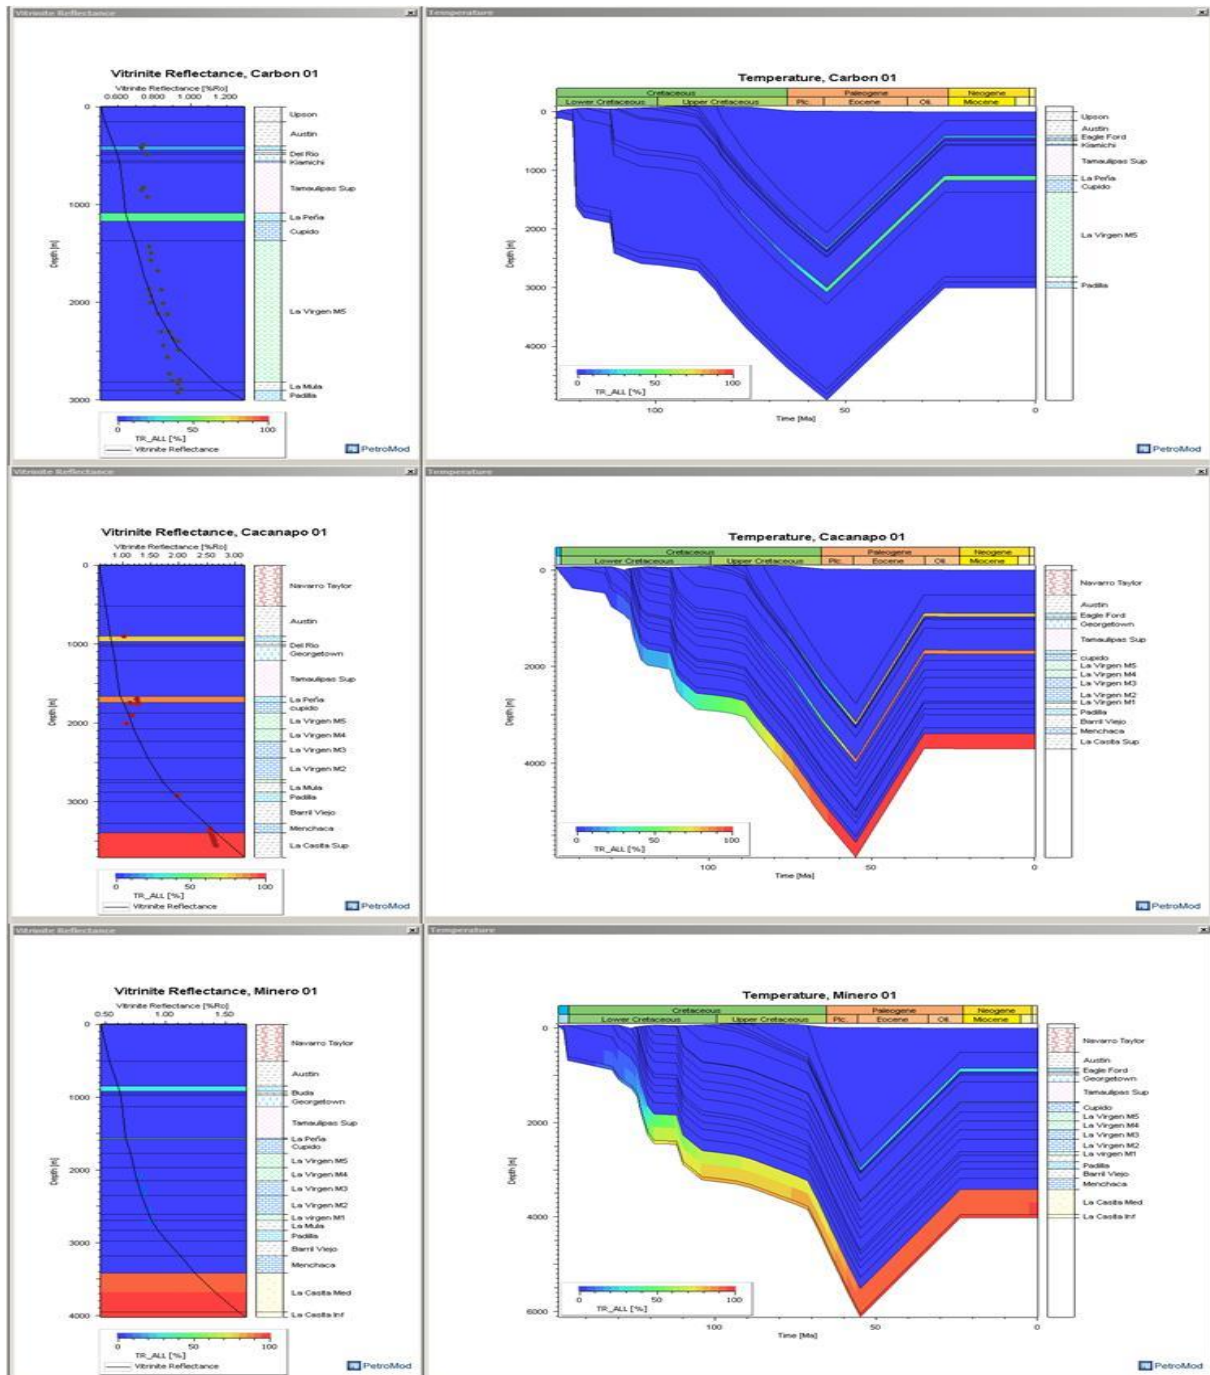 Vitrinite Reflectance
Vitrinite Reflectance, Carbon 01
Vitrinite Reflectance [%Ro]
0.600 0.800 1.000 1.200
0
1000
2000
3000
Depth [m]
Upson
Austin
Del Rio
Kiamichi
Tamaulipas Sup
La Peña
Cupido
La Virgen M5
La Mula
Padilla
0 50 100
TR_ALL [%]
Vitrinite Reflectance
PetroMod
Temperature
Temperature, Carbon 01
Cretaceous Paleogene Neogene
Lower Cretaceous Upper Cretaceous Plc. Eocene Oli. Miocene
0
1000
2000
3000
4000
Depth [m]
Upson
Austin
Eagle Ford
Kiamichi
Tamaulipas Sup
La Peña
Cupido
La Virgen M5
Padilla
0 50 100
TR_ALL [%]
100 50 0
Time [Ma]
PetroMod
Vitrinite Reflectance
Vitrinite Reflectance, Cacanapo 01
Vitrinite Reflectance [%Ro]
1.00 1.50 2.00 2.50 3.00
0
1000
2000
3000
Depth [m]
Navarro Taylor
Austin
Del Rio
Georgetown
Tamaulipas Sup
La Peña
cupido
La Virgen M5
La Virgen M4
La Virgen M3
La Virgen M2
La Mula
Padilla
Barril Viejo
Menchaca
La Casita Sup
0 50 100
TR_ALL [%]
Vitrinite Reflectance
PetroMod
Temperature
Temperature, Cacanapo 01
Cretaceous Paleogene Neogene
Lower Cretaceous Upper Cretaceous Plc. Eocene Oli. Miocene
0
2000
4000
Depth [m]
Navarro Taylor
Austin
Eagle Ford
Georgetown
Tamaulipas Sup
cupido
La Virgen M5
La Virgen M4
La Virgen M3
La Virgen M2
La Virgen M1
Padilla
Barril Viejo
Menchaca
La Casita Sup
0 50 100
TR_ALL [%]
100 50 0
Time [Ma]
PetroMod
Vitrinite Reflectance
Vitrinite Reflectance, Minero 01
Vitrinite Reflectance [%Ro]
0.50 1.00 1.50
0
1000
2000
3000
4000
Depth [m]
Navarro Taylor
Austin
Buda
Georgetown
Tamaulipas Sup
La Peña
Cupido
La Virgen M5
La Virgen M4
La Virgen M3
La Virgen M2
La virgen M1
La Mula
Padilla
Barril Viejo
Menchaca
La Casita Med
La Casita Inf
0 50 100
TR_ALL [%]
Vitrinite Reflectance
PetroMod
Temperature
Temperature, Minero 01
Cretaceous Paleogene Neogene
Lower Cretaceous Upper Cretaceous Plc. Eocene Oli. Miocene
0
2000
4000
6000
Depth [m]
Navarro Taylor
Austin
Eagle Ford
Georgetown
Tamaulipas Sup
Cupido
La Virgen M5
La Virgen M4
La Virgen M3
La Virgen M2
La virgen M1
Padilla
Barril Viejo
Menchaca
La Casita Med
La Casita Inf
0 50 100
TR_ALL [%]
100 50 0
Time [Ma]
PetroMod